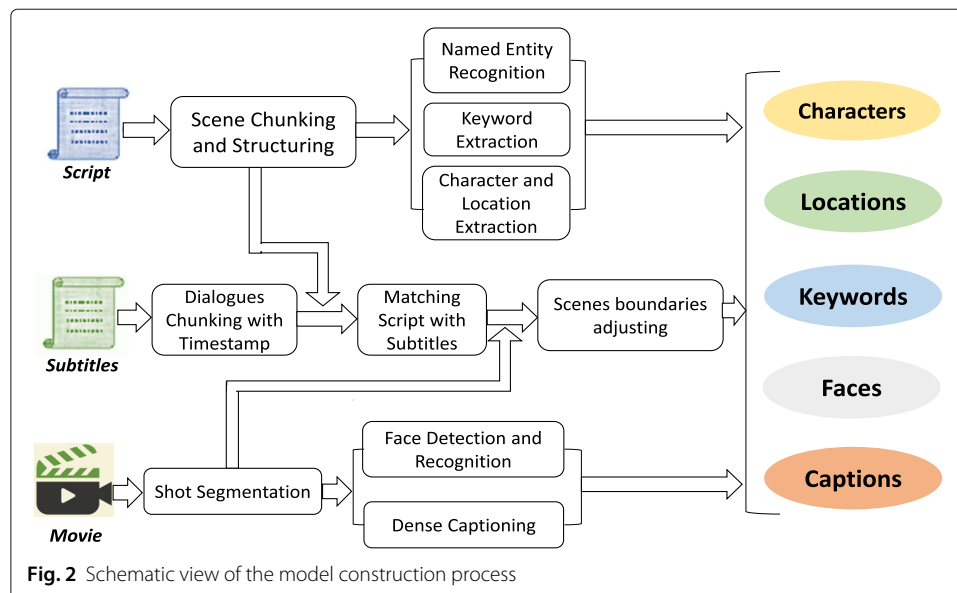 Named Entity
Recognition
Scene Chunking
and Structuring
Keyword
Extraction
Character and
Location
Extraction
Script
Characters
Locations
Dialogues
Chunking with
Timestamp
Matching
Script with
Subtitles
Scenes boundaries
adjusting
Subtitles
Keywords
Faces
Face Detection and
Recognition
Shot Segmentation
Dense Captioning
Movie
Captions
Fig. 2 Schematic view of the model construction process